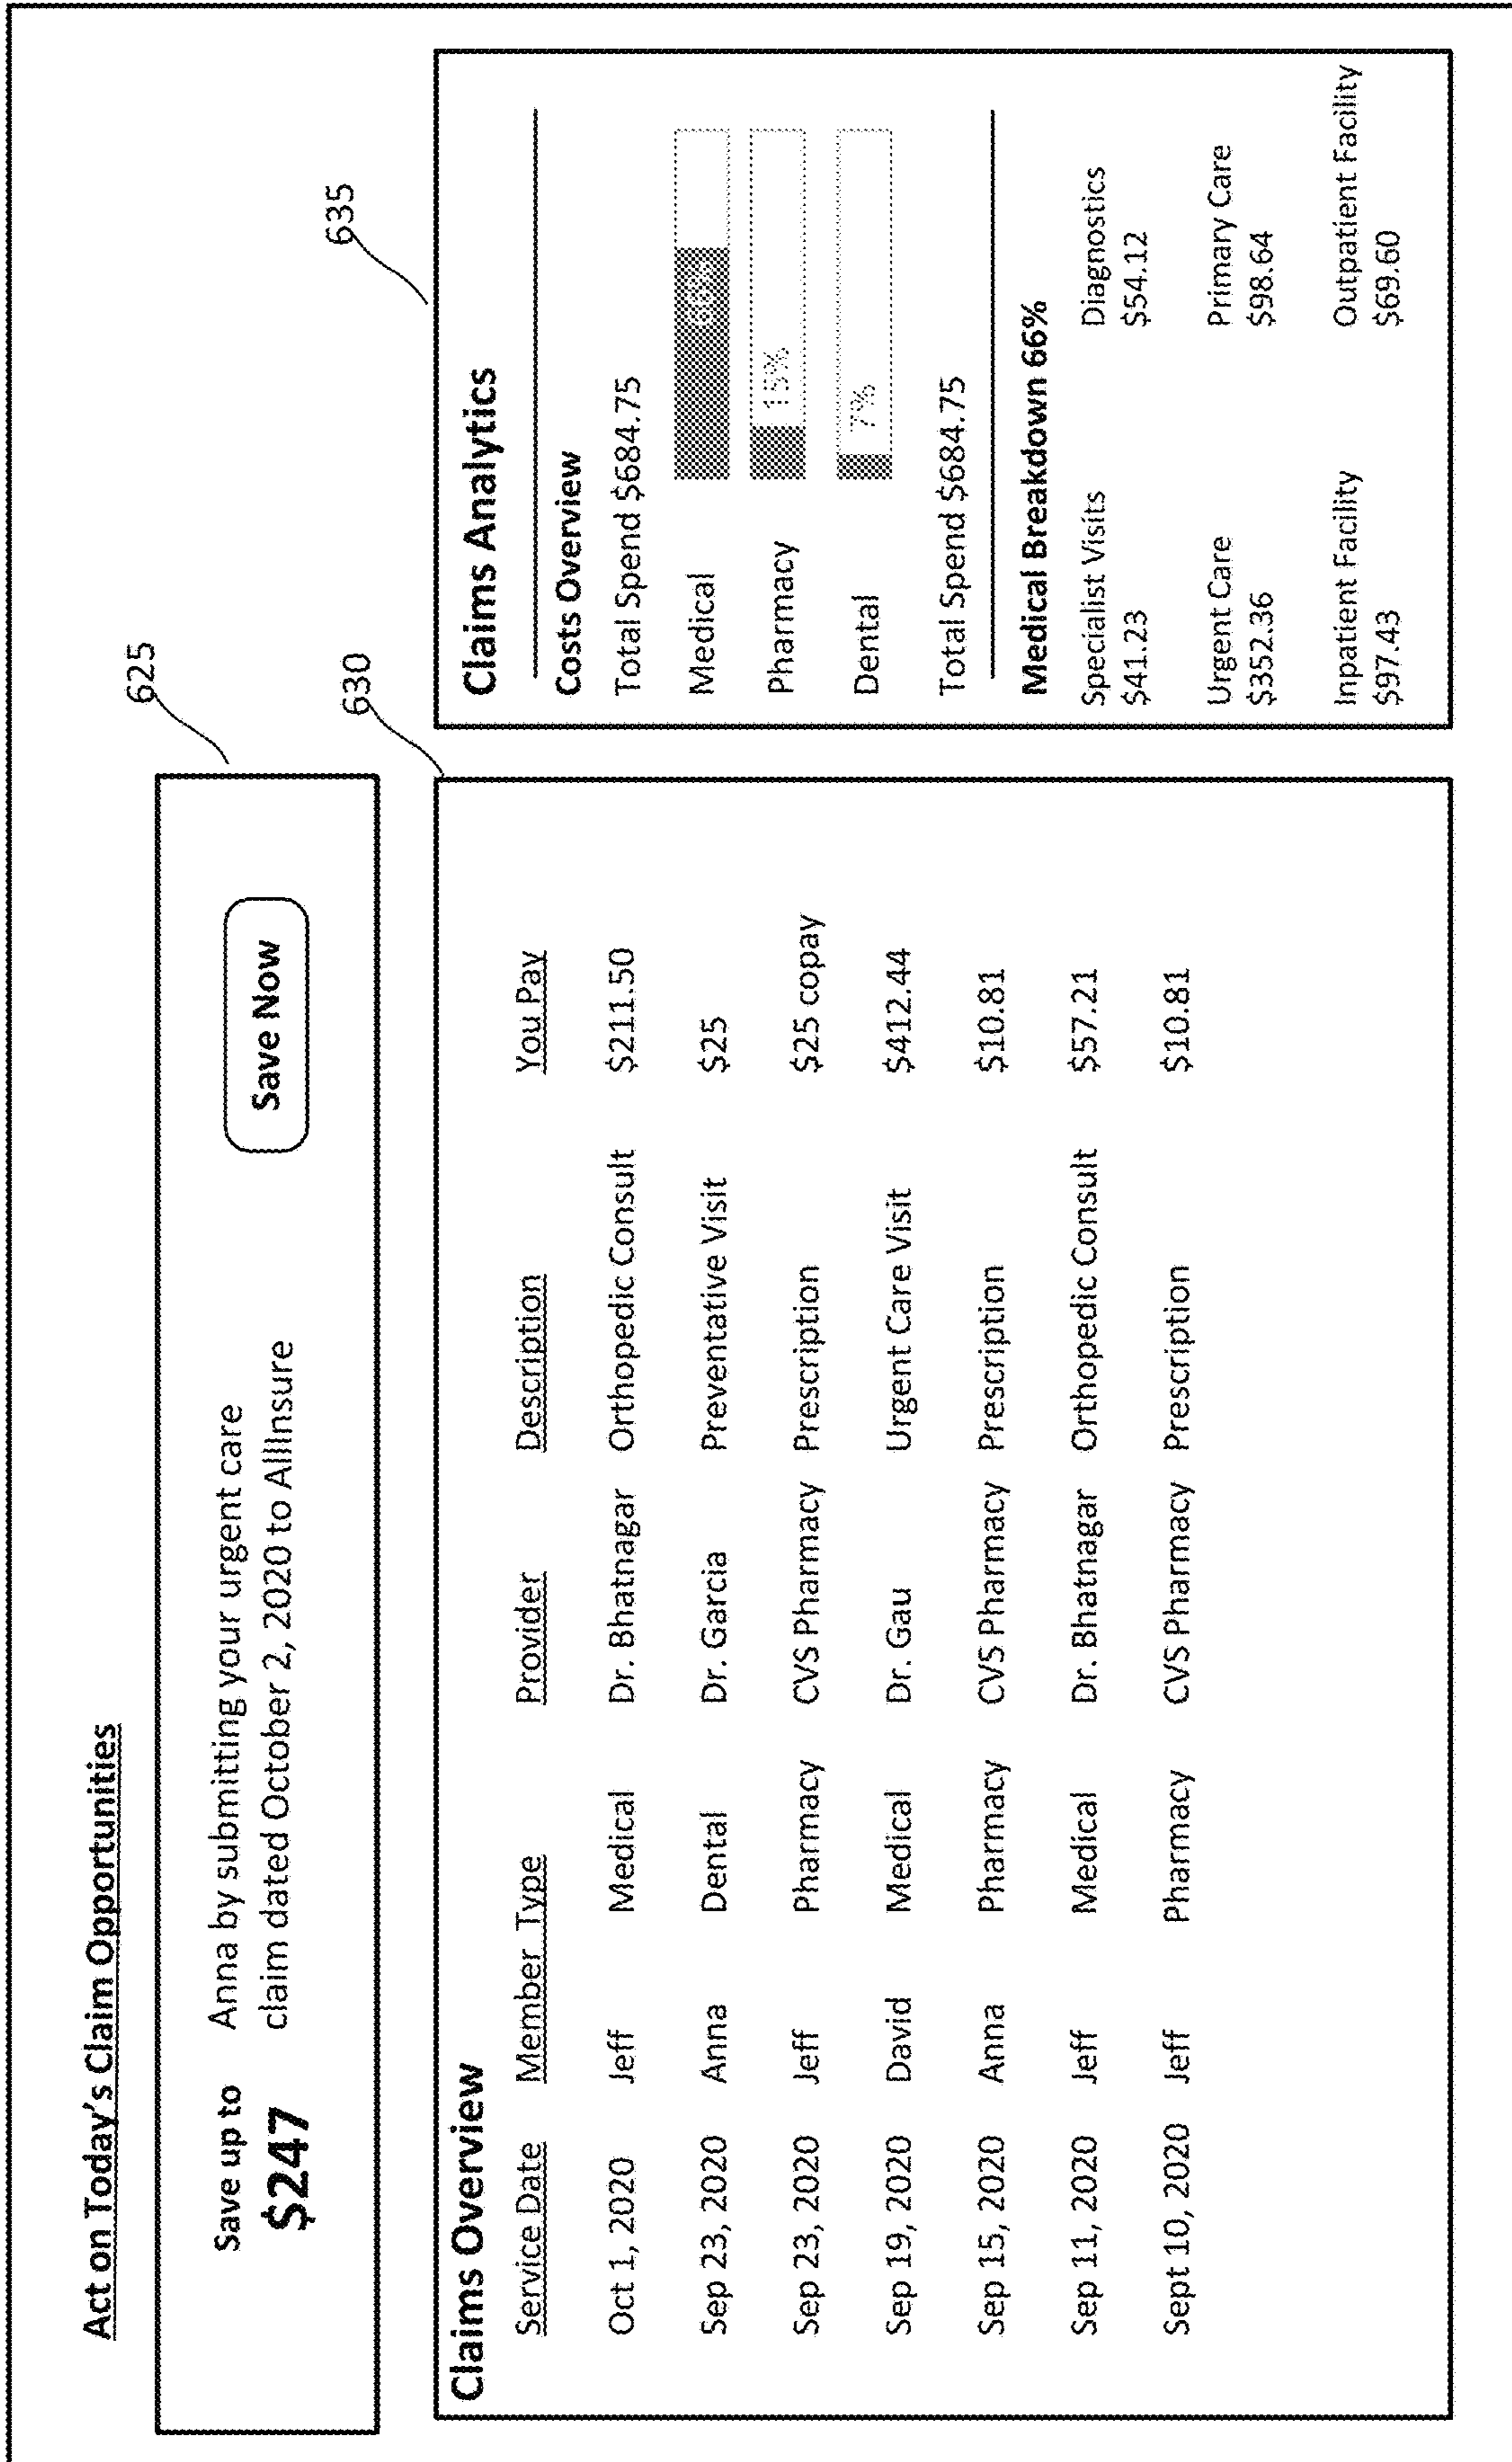 Act on Today's Claim Opportunities
625
Save up to
$247
Anna by submitting your urgent care
claim dated October 2, 2020 to AllInsure
Save Now
630
Claims Overview
Service Date Member Type Provider Description You Pay
Oct 1, 2020 Jeff Medical Dr. Bhatnagar Orthopedic Consult $211.50
Sep 23, 2020 Anna Dental Dr. Garcia Preventative Visit $25
Sep 23, 2020 Jeff Pharmacy CVS Pharmacy Prescription $25 copay
Sep 19, 2020 David Medical Dr. Gau Urgent Care Visit $412.44
Sep 15, 2020 Anna Pharmacy CVS Pharmacy Prescription $10.81
Sep 11, 2020 Jeff Medical Dr. Bhatnagar Orthopedic Consult $57.21
Sept 10, 2020 Jeff Pharmacy CVS Pharmacy Prescription $10.81
635
Claims Analytics
Costs Overview
Total Spend $684.75
Medical 66%
Pharmacy 15%
Dental 7%
Total Spend $684.75
Medical Breakdown 66%
Specialist Visits Diagnostics
$41.23 $54.12
Urgent Care Primary Care
$352.36 $98.64
Inpatient Facility Outpatient Facility
$97.43 $69.60